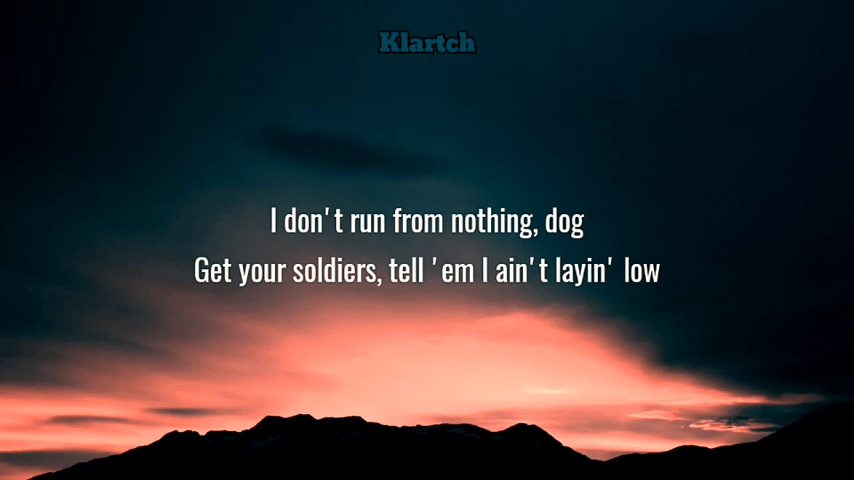 Klartch
I don't run from nothing, dog
Get your soldiers, tell 'em I ain't layin' low